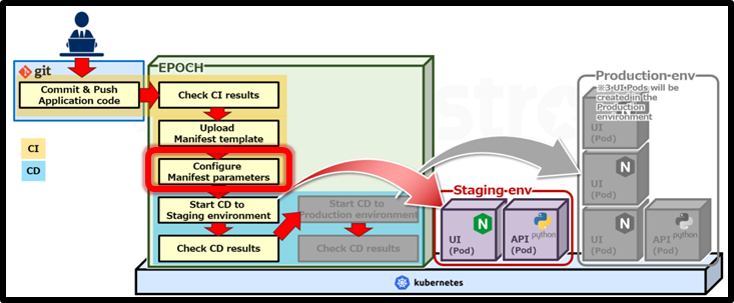 git
Commit & Push
Application code
CI
CD
EPOCH
Check CI results
Upload
Manifest template
Configure
Manifest parameters
Start CD to
Staging environment
Check CD results
Start CD to
Production environment
Check CD results
Staging-env
UI
(Pod)
API
(Pod)
python
Production-env
※3 UI Pods will be
created in the
Production
environment
UI
(Pod)
UI
(Pod)
UI
(Pod)
API
(Pod)
python
kubernetes